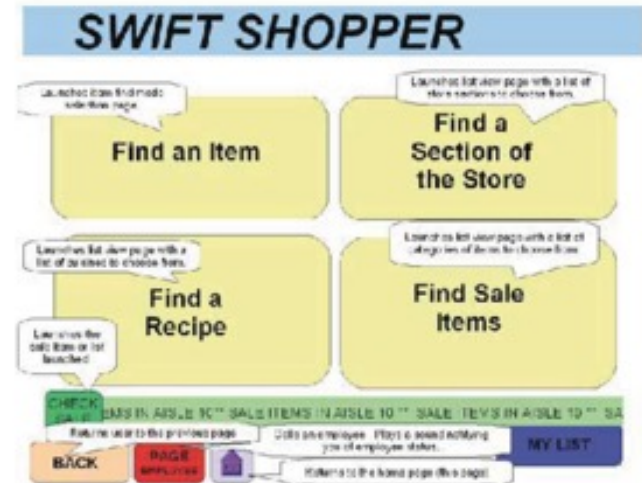 SWIFT SHOPPER
Launches item find mode
selection page
Launches list view page with a list of
store sections to choose from.
Find an Item
Find a
Section of
the Store
Launches list view page with a
list of cuisines to choose from.
Launches list view page with a list of
categories of items to choose from
Find a
Recipe
Find Sale
Items
Launches the
sale item or list
launched
CHECK
EMS IN AISLE 10 ** SALE ITEMS IN AISLE 10 ** SALE ITEMS IN AISLE 10 ** SA
Returns user to the previous page
Calls an employee. Plays a sound notifying
you of employee status.
MY LIST
BACK
PAGE
EMPLOYEE
Returns to the home page (this page)